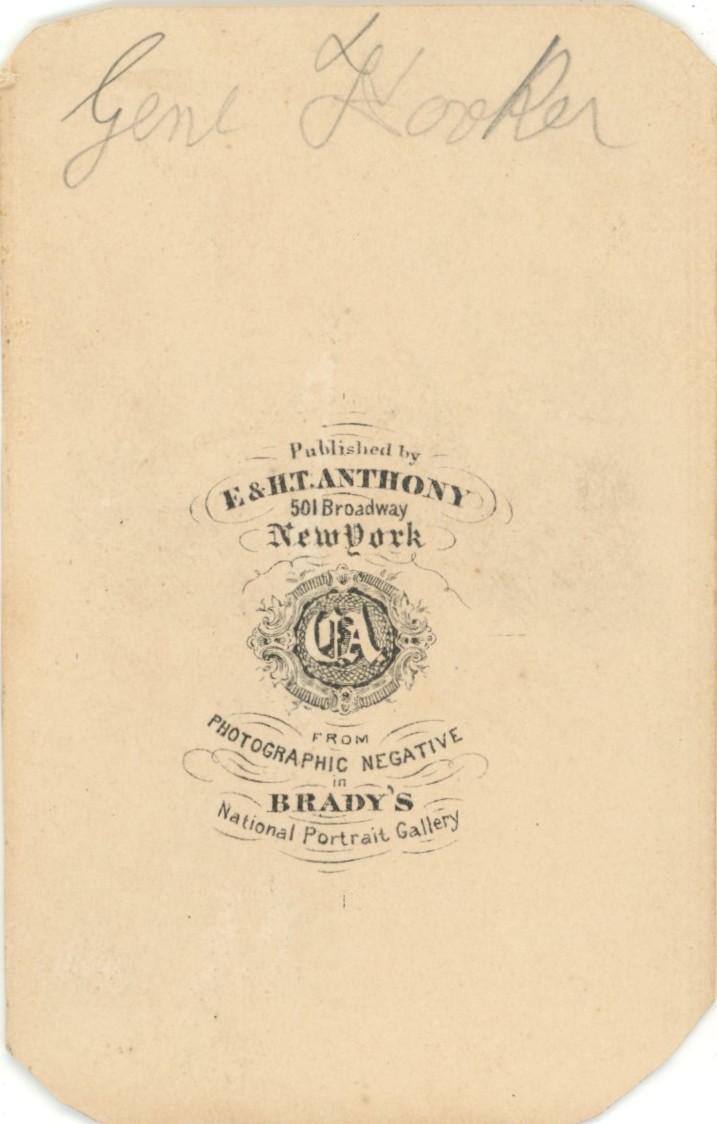 Genl Hooker
Published by
E & H.T. ANTHONY
501 Broadway
New York
EA
FROM
PHOTOGRAPHIC NEGATIVE
in
BRADY'S
National Portrait Gallery